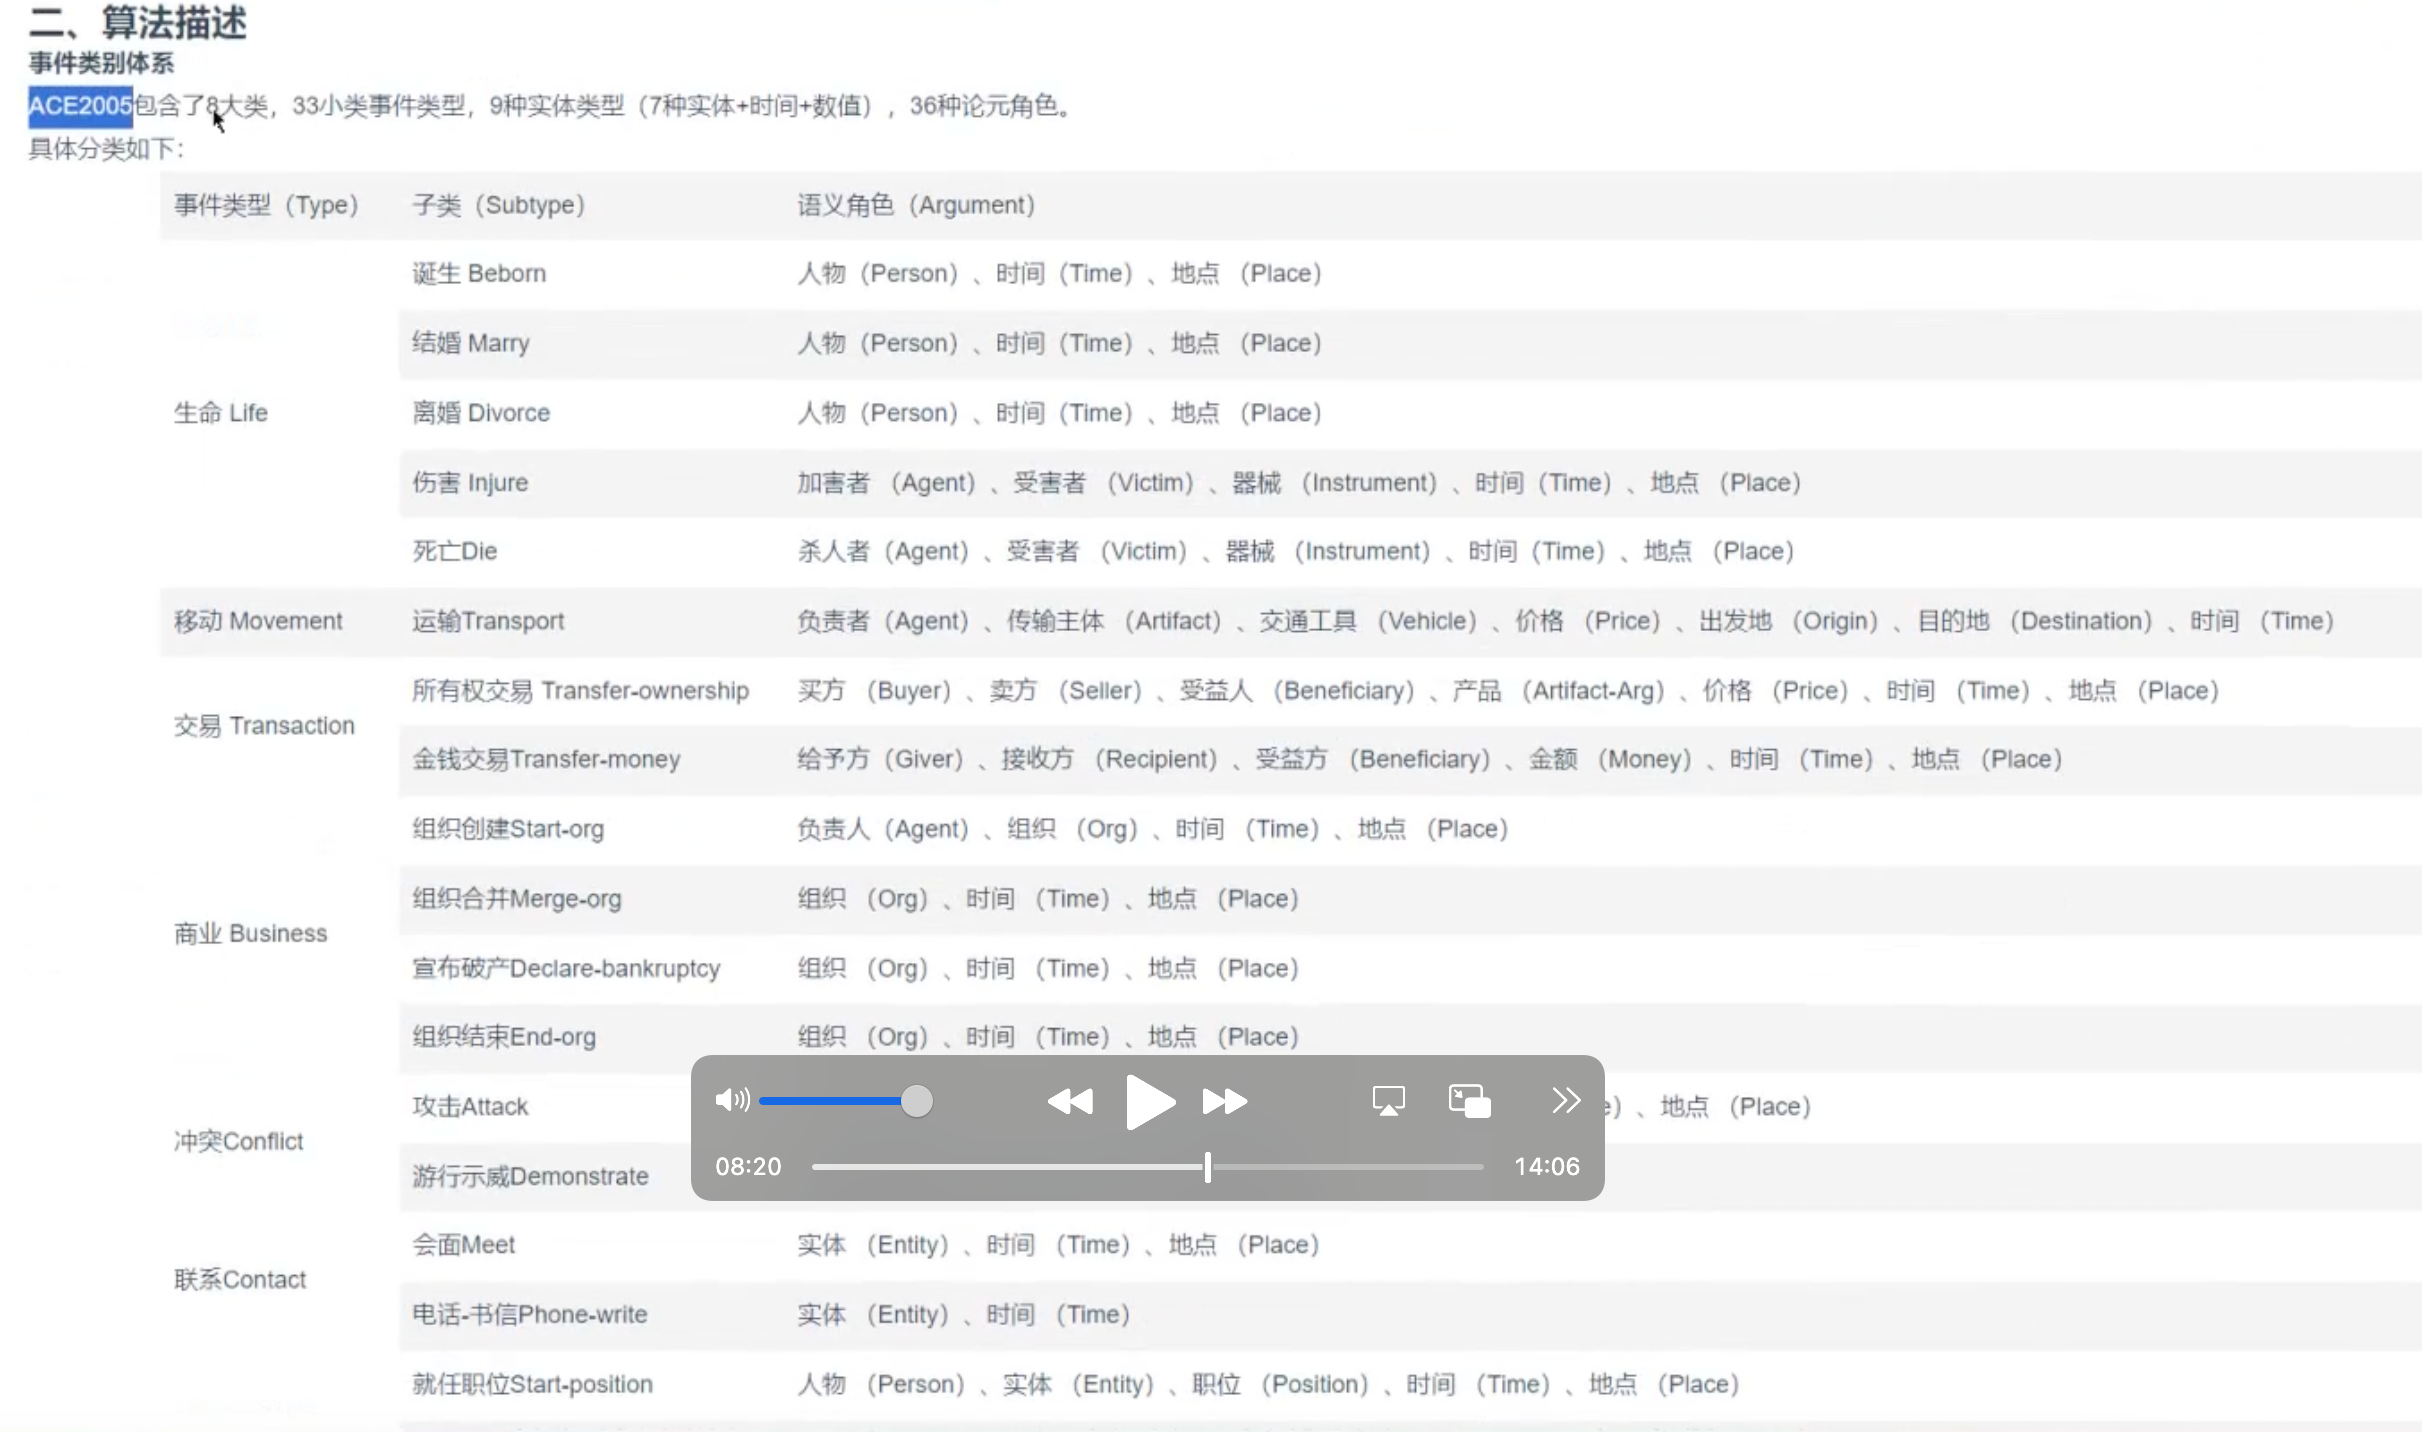 二、算法描述
事件类别体系
ACE2005包含了8大类，33小类事件类型，9种实体类型（7种实体+时间+数值），36种论元角色。
具体分类如下：
事件类型（Type） 子类（Subtype） 语义角色（Argument）
诞生 Beborn 人物（Person）、时间（Time）、地点 （Place）
结婚 Marry 人物（Person）、时间（Time）、地点 （Place）
生命 Life 离婚 Divorce 人物（Person）、时间（Time）、地点 （Place）
伤害 Injure 加害者 （Agent）、受害者 （Victim）、器械 （Instrument）、时间（Time）、地点 （Place）
死亡Die 杀人者（Agent）、受害者 （Victim）、器械 （Instrument）、时间（Time）、地点 （Place）
移动 Movement 运输Transport 负责者（Agent）、传输主体 （Artifact）、交通工具 （Vehicle）、价格 （Price）、出发地 （Origin）、目的地 （Destination）、时间 （Time）
所有权交易 Transfer-ownership 买方 （Buyer）、卖方 （Seller）、受益人 （Beneficiary）、产品 （Artifact-Arg）、价格 （Price）、时间 （Time）、地点 （Place）
交易 Transaction
金钱交易Transfer-money 给予方（Giver）、接收方 （Recipient）、受益方 （Beneficiary）、金额 （Money）、时间 （Time）、地点 （Place）
组织创建Start-org 负责人（Agent）、组织 （Org）、时间 （Time）、地点 （Place）
组织合并Merge-org 组织 （Org）、时间 （Time）、地点 （Place）
商业 Business
宣布破产Declare-bankruptcy 组织 （Org）、时间 （Time）、地点 （Place）
组织结束End-org 组织 （Org）、时间 （Time）、地点 （Place）
攻击Attack e）、地点 （Place）
冲突Conflict
游行示威Demonstrate
08:20 14:06
会面Meet 实体 （Entity）、时间 （Time）、地点 （Place）
联系Contact
电话-书信Phone-write 实体 （Entity）、时间 （Time）
就任职位Start-position 人物 （Person）、实体 （Entity）、职位 （Position）、时间 （Time）、地点 （Place）